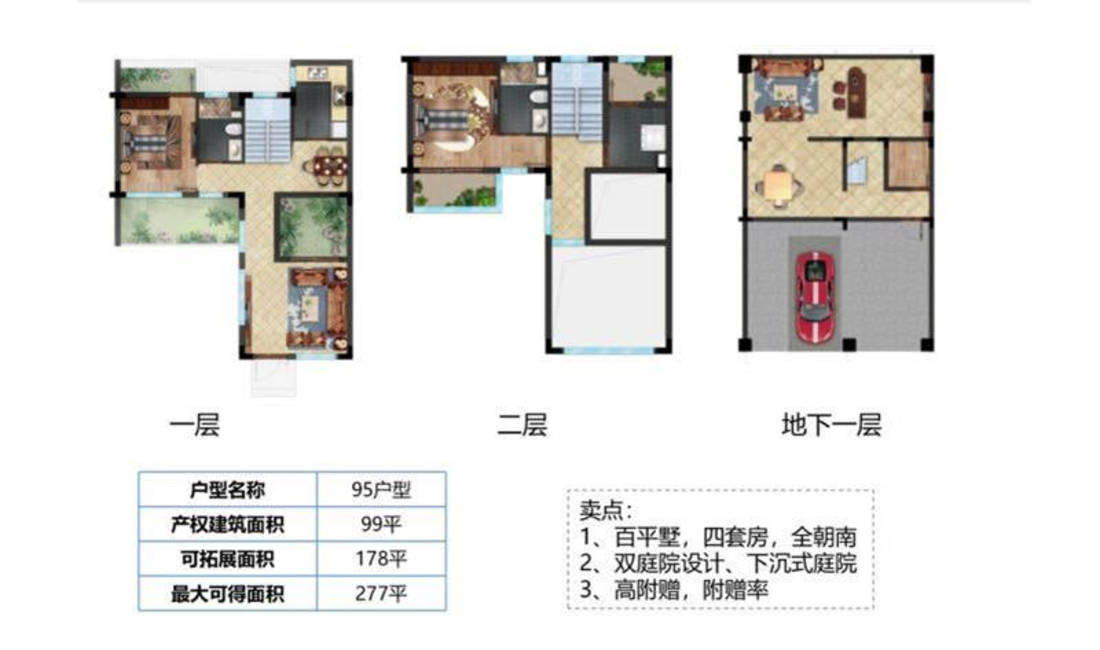 一层
二层
地下一层
户型名称 95户型
产权建筑面积 99平
可拓展面积 178平
最大可得面积 277平
卖点：
1、百平墅，四套房，全朝南
2、双庭院设计、下沉式庭院
3、高附赠，附赠率